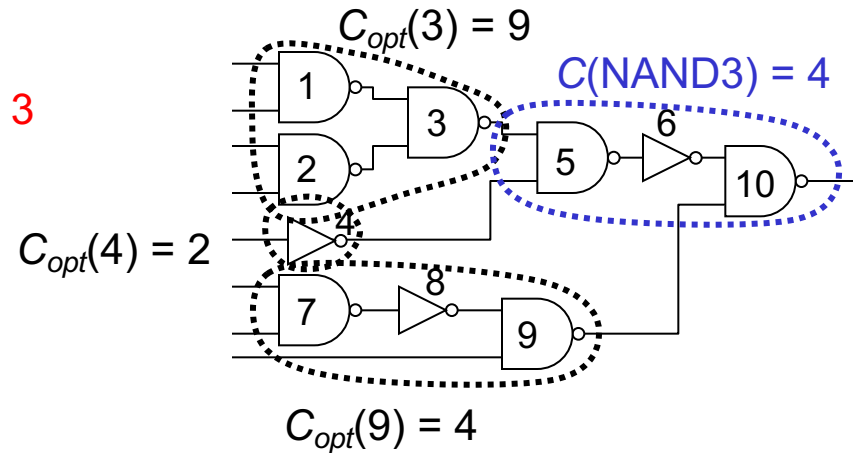 C_opt(3) = 9
C(NAND3) = 4
3
1
2
3
6
5
10
4
C_opt(4) = 2
8
7
9
C_opt(9) = 4